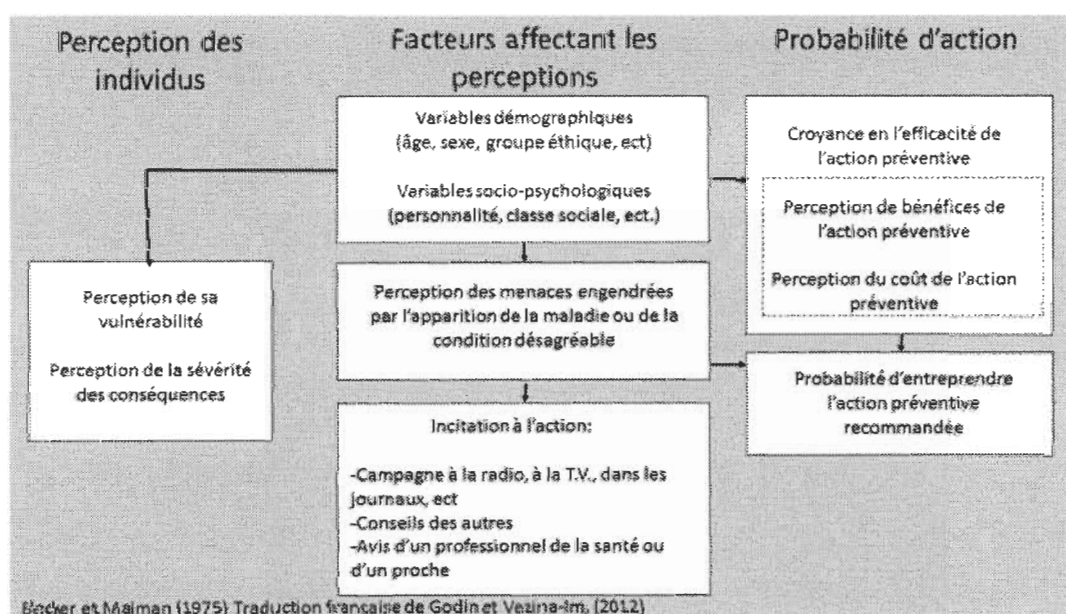 Perception des
individus
Facteurs affectant les
perceptions
Probabilité d'action
Variables démographiques
(âge, sexe, groupe éthique, ect)
Variables socio-psychologiques
(personnalité, classe sociale, ect.)
Croyance en l'efficacité de
l'action préventive
Perception de bénéfices de
l'action préventive
Perception du coût de l'action
préventive
Perception de sa
vulnérabilité
Perception de la sévérité
des conséquences
Perception des menaces engendrées
par l'apparition de la maladie ou de la
condition désagréable
Probabilité d'entreprendre
l'action préventive
recommandée
Incitation à l'action:
-Campagne à la radio, à la T.V., dans les
journaux, ect
-Conseils des autres
-Avis d'un professionnel de la santé ou
d'un proche
Becker et Maiman (1975) Traduction française de Godin et Vezina-Im, (2012)